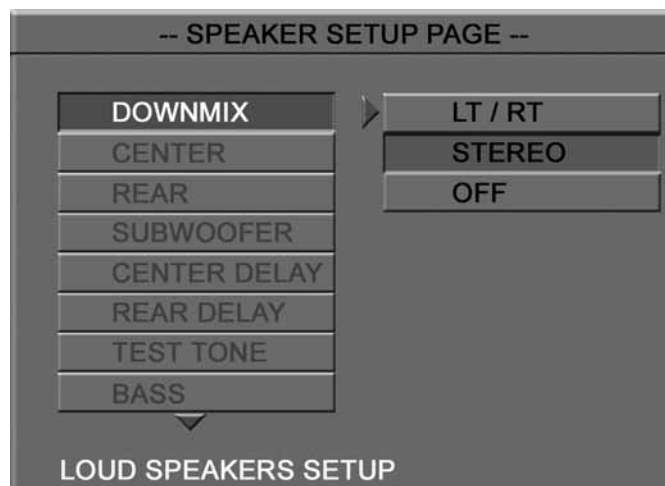 -- SPEAKER SETUP PAGE --
DOWNMIX
CENTER
REAR
SUBWOOFER
CENTER DELAY
REAR DELAY
TEST TONE
BASS
LT / RT
STEREO
OFF
LOUD SPEAKERS SETUP